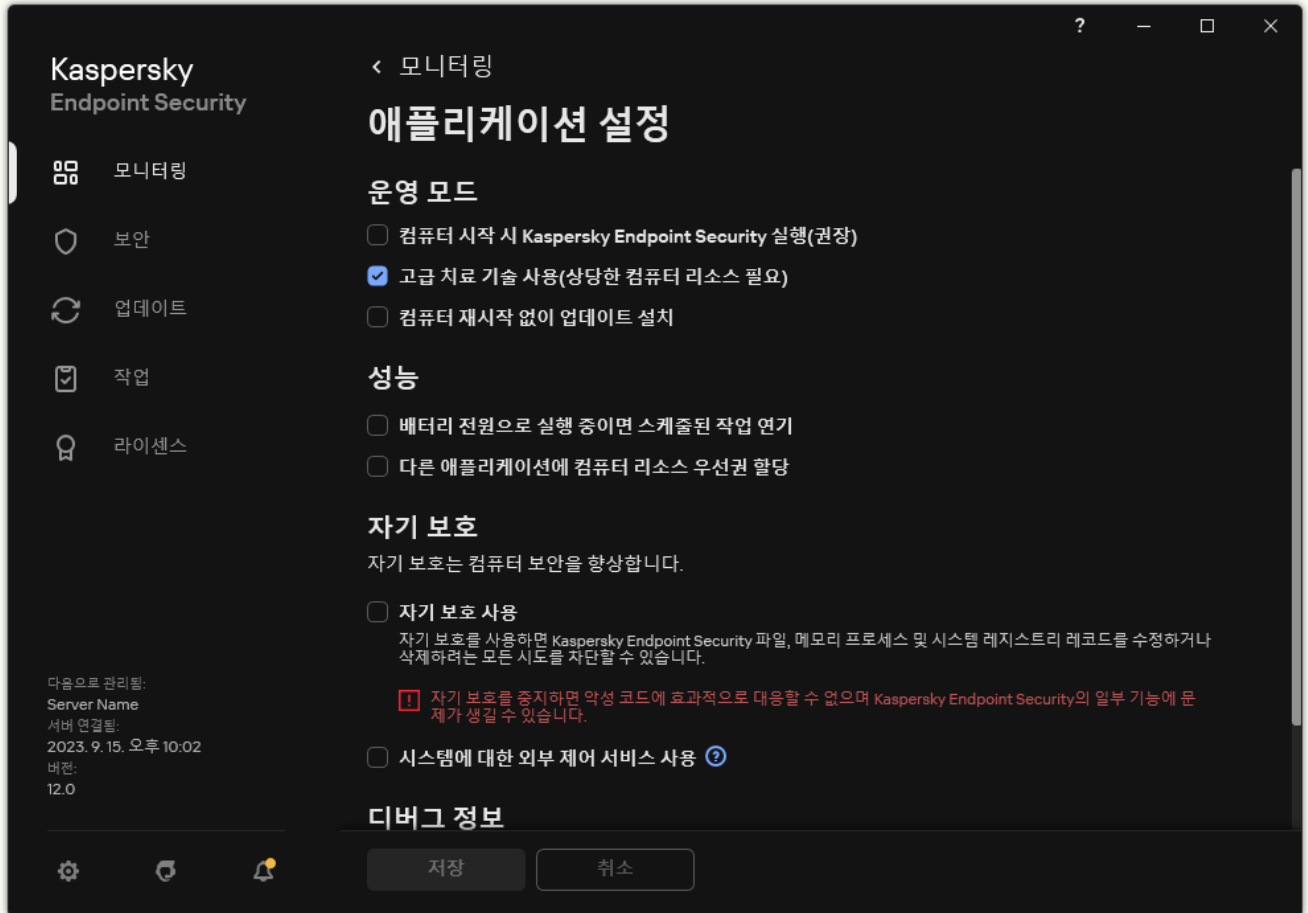 ?
Kaspersky
Endpoint Security
모니터링
보안
업데이트
작업
라이센스
다음으로 관리됨:
Server Name
서버 연결됨:
2023. 9. 15. 오후 10:02
버전:
12.0
모니터링
애플리케이션 설정
운영 모드
컴퓨터 시작 시 Kaspersky Endpoint Security 실행(권장)
고급 치료 기술 사용(상당한 컴퓨터 리소스 필요)
컴퓨터 재시작 없이 업데이트 설치
성능
배터리 전원으로 실행 중이면 스케줄된 작업 연기
다른 애플리케이션에 컴퓨터 리소스 우선권 할당
자기 보호
자기 보호는 컴퓨터 보안을 향상합니다.
자기 보호 사용
자기 보호를 사용하면 Kaspersky Endpoint Security 파일, 메모리 프로세스 및 시스템 레지스트리 레코드를 수정하거나
삭제하려는 모든 시도를 차단할 수 있습니다.
자기 보호를 중지하면 악성 코드에 효과적으로 대응할 수 없으며 Kaspersky Endpoint Security의 일부 기능에 문
제가 생길 수 있습니다.
시스템에 대한 외부 제어 서비스 사용 ?
디버그 정보
저장
취소